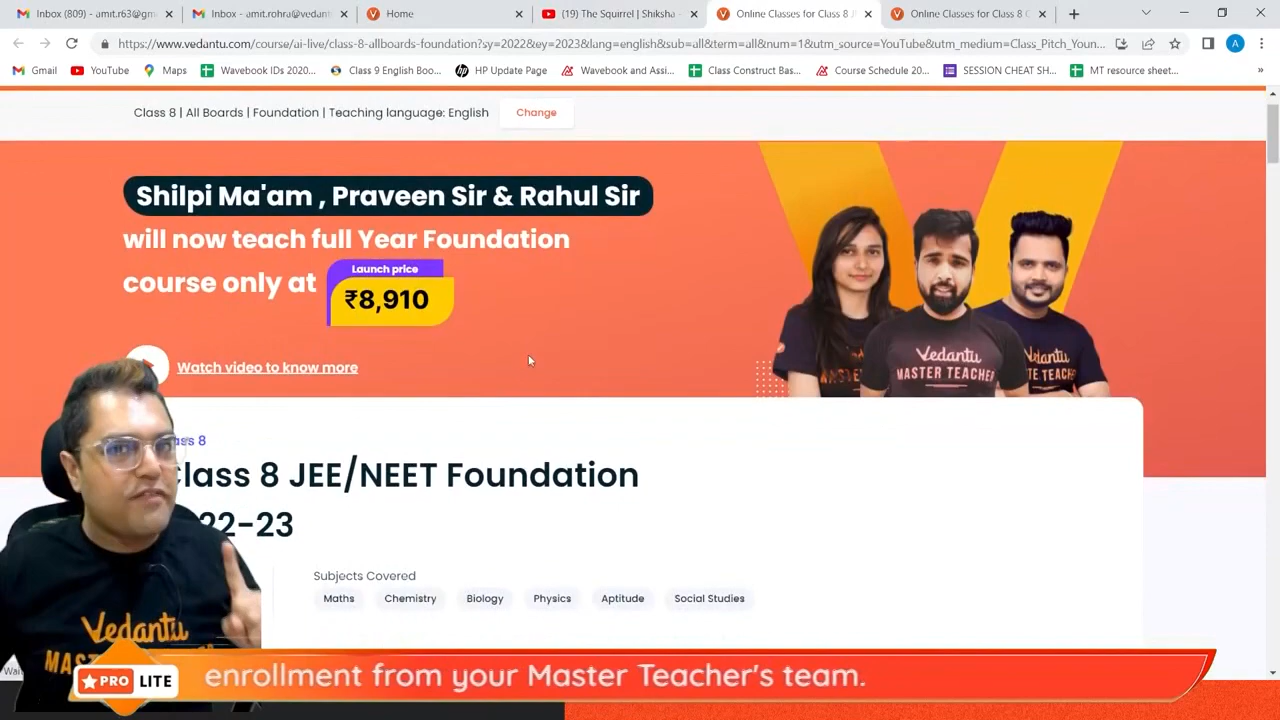 Inbox (809) - amit.r63@gm
Inbox - amit.rohra@vedant
Home
(19) The Squirrel | Shiksha
Online Classes for Class 8 J
Online Classes for Class 8 C
https://www.vedantu.com/course/ai-live/class-8-allboards-foundation?sy=2022&ey=2023&lang=english&sub=all&term=all&num=1&utm_source=YouTube&utm_medium=Class_Pitch_Youn...
A
Gmail
YouTube
Maps
Wavebook IDs 2020...
Class 9 English Boo...
HP Update Page
Wavebook and Assi...
Class Construct Bas...
Course Schedule 20...
SESSION CHEAT SH...
MT resource sheet...
Class 8 | All Boards | Foundation | Teaching language: English
Change
Shilpi Ma'am , Praveen Sir & Rahul Sir
will now teach full Year Foundation
course only at
Launch price
₹8,910
Watch video to know more
Vedantu
MASTER TEACHER
ass 8
Class 8 JEE/NEET Foundation
22-23
Subjects Covered
Maths
Chemistry
Biology
Physics
Aptitude
Social Studies
Vedantu
PRO LITE
enrollment from your Master Teacher's team.